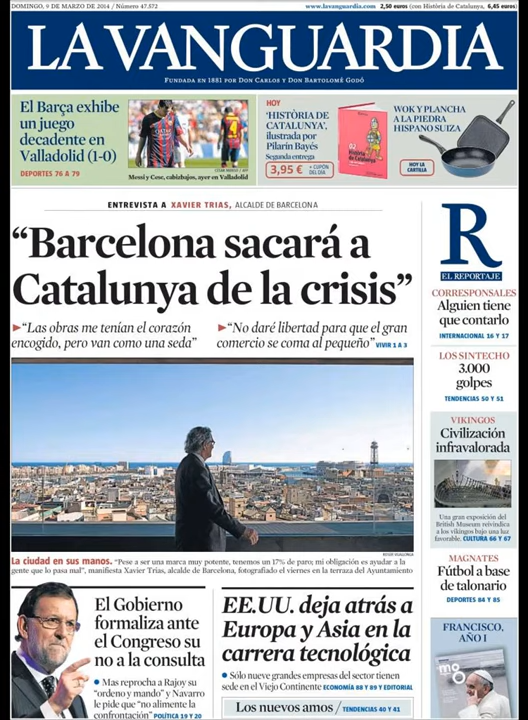 DOMINGO, 9 DE MARZO DE 2014 / Número 47.572
www.lavanguardia.com 2,50 euros (con Història de Catalunya, 6,45 euros)
LA VANGUARDIA
FUNDADA EN 1881 POR DON CARLOS Y DON BARTOLOMÉ GODÓ
El Barça exhibe
un juego
decadente en
Valladolid (1-0)
DEPORTES 76 A 79
Messi y Cesc, cabizbajos, ayer en Valladolid
HOY
‘HISTÒRIA DE
CATALUNYA’,
ilustrada por
Pilarín Bayés
Segunda entrega
3,95 €
+ CUPÓN
DEL DÍA
WOK Y PLANCHA
A LA PIEDRA
HISPANO SUIZA
HOY LA
CARTILLA
ENTREVISTA A XAVIER TRIAS, ALCALDE DE BARCELONA
“Barcelona sacará a
Catalunya de la crisis”
“Las obras me tenían el corazón
encogido, pero van como una seda”
“No daré libertad para que el gran
comercio se coma al pequeño” VIVIR 1 A 3
La ciudad en sus manos. “Pese a ser una marca muy potente, tenemos un 17% de paro; mi obligación es ayudar a la
gente que lo pasa mal”, manifiesta Xavier Trias, alcalde de Barcelona, fotografiado el viernes en la terraza del Ayuntamiento
R
EL REPORTAJE
CORRESPONSALES
Alguien tiene
que contarlo
INTERNACIONAL 16 Y 17
LOS SINTECHO
3.000
golpes
TENDENCIAS 50 Y 51
VIKINGOS
Civilización
infravalorada
Una gran exposición del
British Museum reivindica
a los vikingos bajo una luz
favorable. CULTURA 66 Y 67
MAGNATES
Fútbol a base
de talonario
DEPORTES 84 Y 85
FRANCISCO,
AÑO I
El Gobierno
formaliza ante
el Congreso su
no a la consulta
Mas reprocha a Rajoy su
“ordeno y mando” y Navarro
le pide que “no alimente la
confrontación” POLÍTICA 19 Y 20
EE.UU. deja atrás a
Europa y Asia en la
carrera tecnológica
Sólo nueve grandes empresas del sector tienen
sede en el Viejo Continente ECONOMÍA 88 Y 89 Y EDITORIAL
Los nuevos amos / TENDENCIAS 40 Y 41